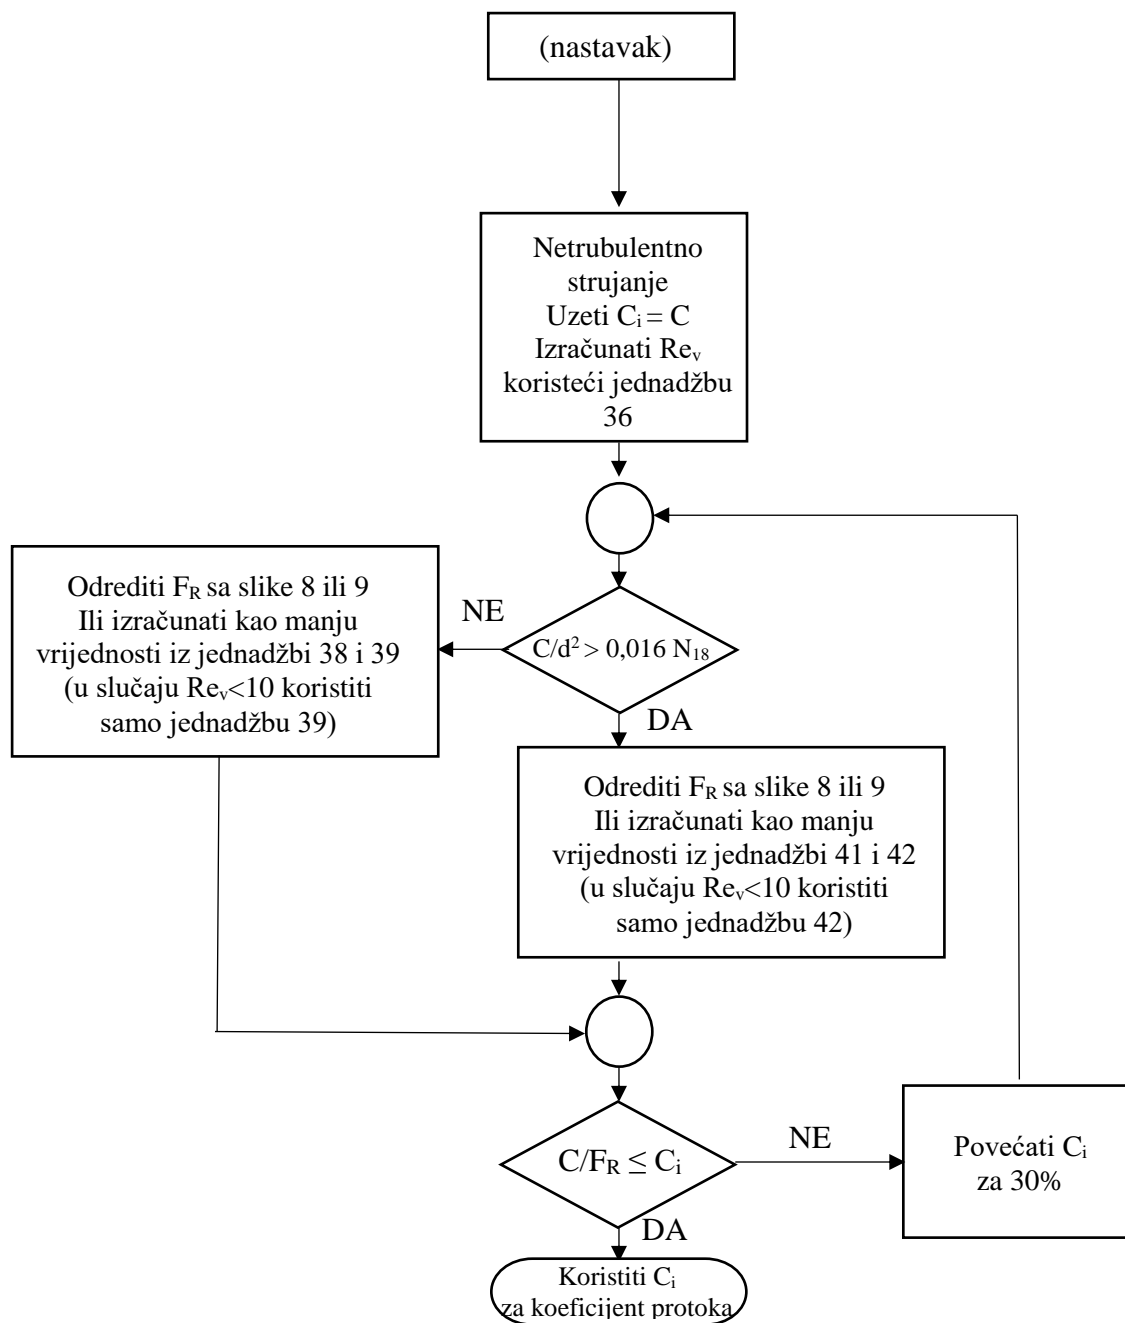 (nastavak)
Netrubulentno
strujanje
Uzeti Cᵢ = C
Izračunati Reᵥ
koristeći jednadžbu
36
Odrediti F_R sa slike 8 ili 9
Ili izračunati kao manju
vrijednosti iz jednadžbi 38 i 39
(u slučaju Reᵥ<10 koristiti
samo jednadžbu 39)
NE
C/d² > 0,016 N₁₈
DA
Odrediti F_R sa slike 8 ili 9
Ili izračunati kao manju
vrijednosti iz jednadžbi 41 i 42
(u slučaju Reᵥ<10 koristiti
samo jednadžbu 42)
C/F_R ≤ Cᵢ
NE
Povećati Cᵢ
za 30%
DA
Koristiti Cᵢ
za koeficijent protoka